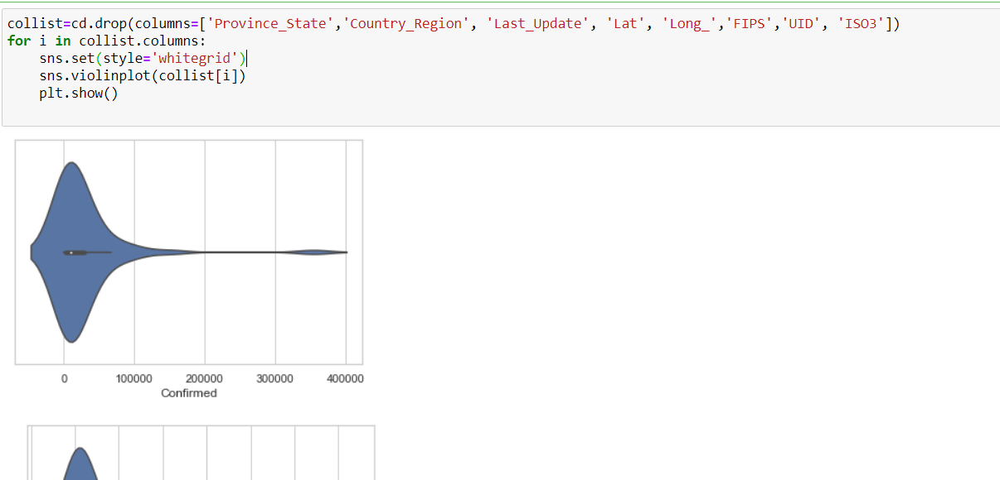 collist=cd.drop(columns=['Province_State','Country_Region', 'Last_Update', 'Lat', 'Long_','FIPS','UID', 'ISO3'])
for i in collist.columns:
    sns.set(style='whitegrid')
    sns.violinplot(collist[i])
    plt.show()
0 100000 200000 300000 400000
Confirmed